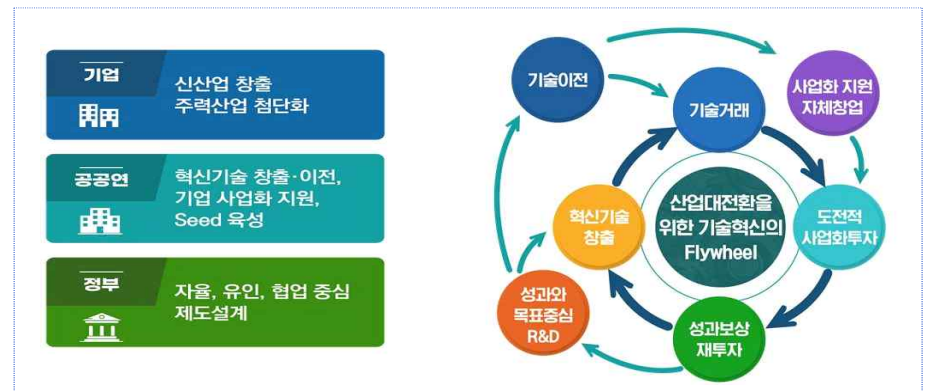 기업
신산업 창출
주력산업 첨단화
공공연
혁신기술 창출·이전,
기업 사업화 지원,
Seed 육성
정부
자율, 유인, 협업 중심
제도설계
기술이전
기술거래
사업화 지원
자체창업
혁신기술
창출
산업대전환을
위한 기술혁신의
Flywheel
도전적
사업화투자
성과와
목표중심
R&D
성과보상
재투자